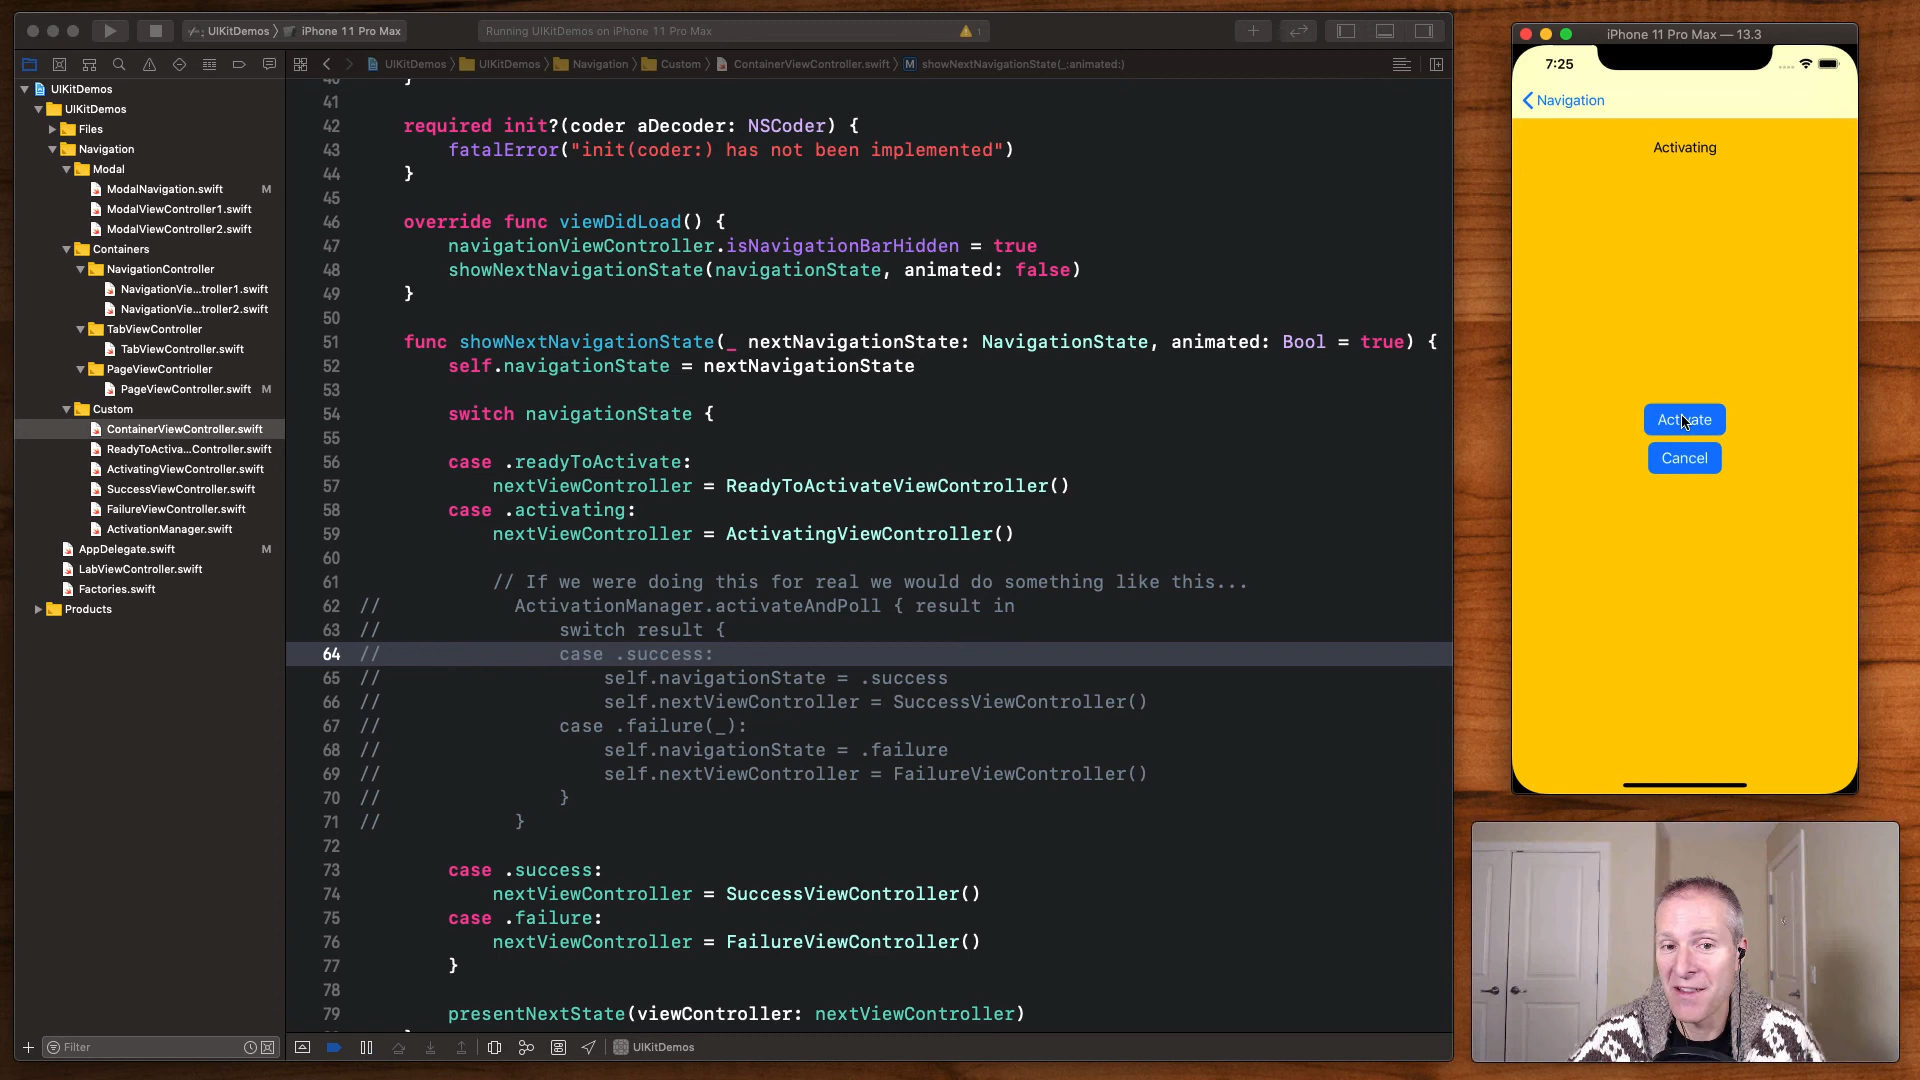 UIKitDemos
iPhone 11 Pro Max
Running UIKitDemos on iPhone 11 Pro Max
1
UIKitDemos
UIKitDemos
Navigation
Custom
ContainerViewController.swift
M
showNextNavigationState(_:animated:)
UIKitDemos
UIKitDemos
Files
Navigation
Modal
ModalNavigation.swift M
ModalViewController1.swift
ModalViewController2.swift
Containers
NavigationController
NavigationVie...troller1.swift
NavigationVie...troller2.swift
TabViewController
TabViewController.swift
PageViewContrioller
PageViewController.swift M
Custom
ContainerViewController.swift
ReadyToActiva...Controller.swift
ActivatingViewController.swift
SuccessViewController.swift
FailureViewController.swift
ActivationManager.swift
AppDelegate.swift M
LabViewController.swift
Factories.swift
Products
Filter
40 }
41
42 required init?(coder aDecoder: NSCoder) {
43 fatalError("init(coder:) has not been implemented")
44 }
45
46 override func viewDidLoad() {
47 navigationViewController.isNavigationBarHidden = true
48 showNextNavigationState(navigationState, animated: false)
49 }
50
51 func showNextNavigationState(_ nextNavigationState: NavigationState, animated: Bool = true) {
52 self.navigationState = nextNavigationState
53
54 switch navigationState {
55
56 case .readyToActivate:
57 nextViewController = ReadyToActivateViewController()
58 case .activating:
59 nextViewController = ActivatingViewController()
60
61 // If we were doing this for real we would do something like this...
62 // ActivationManager.activateAndPoll { result in
63 // switch result {
64 // case .success:
65 // self.navigationState = .success
66 // self.nextViewController = SuccessViewController()
67 // case .failure(_):
68 // self.navigationState = .failure
69 // self.nextViewController = FailureViewController()
70 // }
71 // }
72
73 case .success:
74 nextViewController = SuccessViewController()
75 case .failure:
76 nextViewController = FailureViewController()
77 }
78
79 presentNextState(viewController: nextViewController)
UIKitDemos
iPhone 11 Pro Max — 13.3
7:25
Navigation
Activating
Activate
Cancel